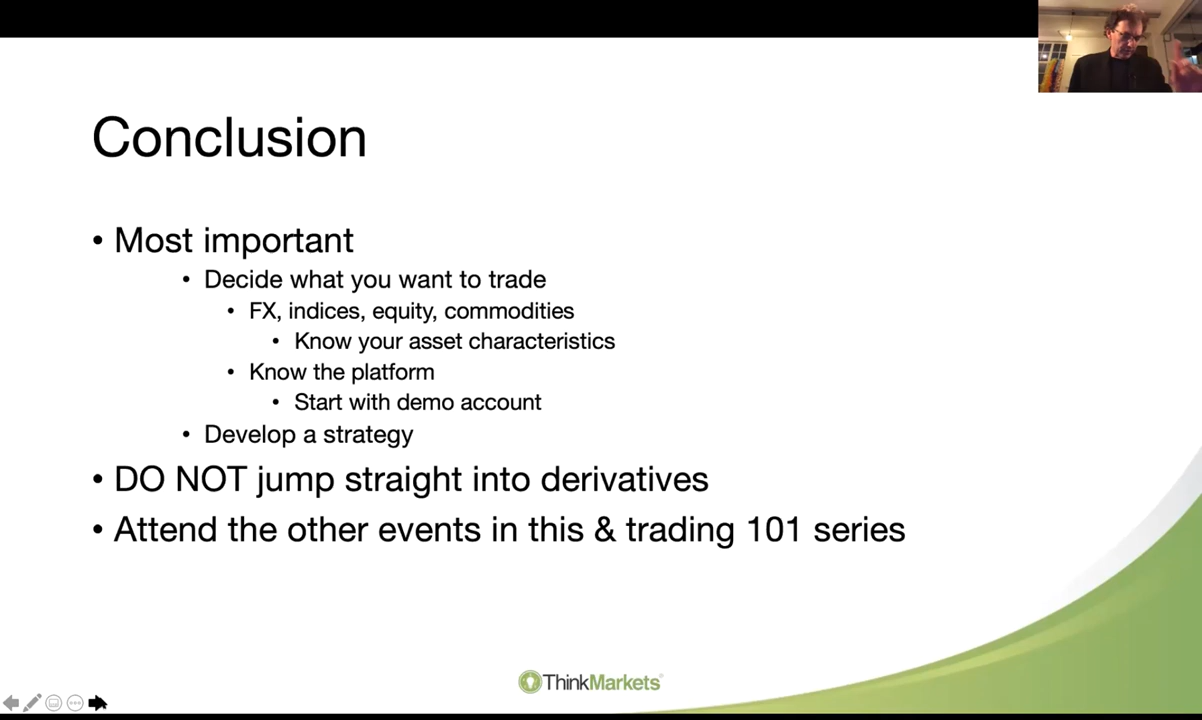 Conclusion
• Most important
• Decide what you want to trade
• FX, indices, equity, commodities
• Know your asset characteristics
• Know the platform
• Start with demo account
• Develop a strategy
• DO NOT jump straight into derivatives
• Attend the other events in this & trading 101 series
ThinkMarkets